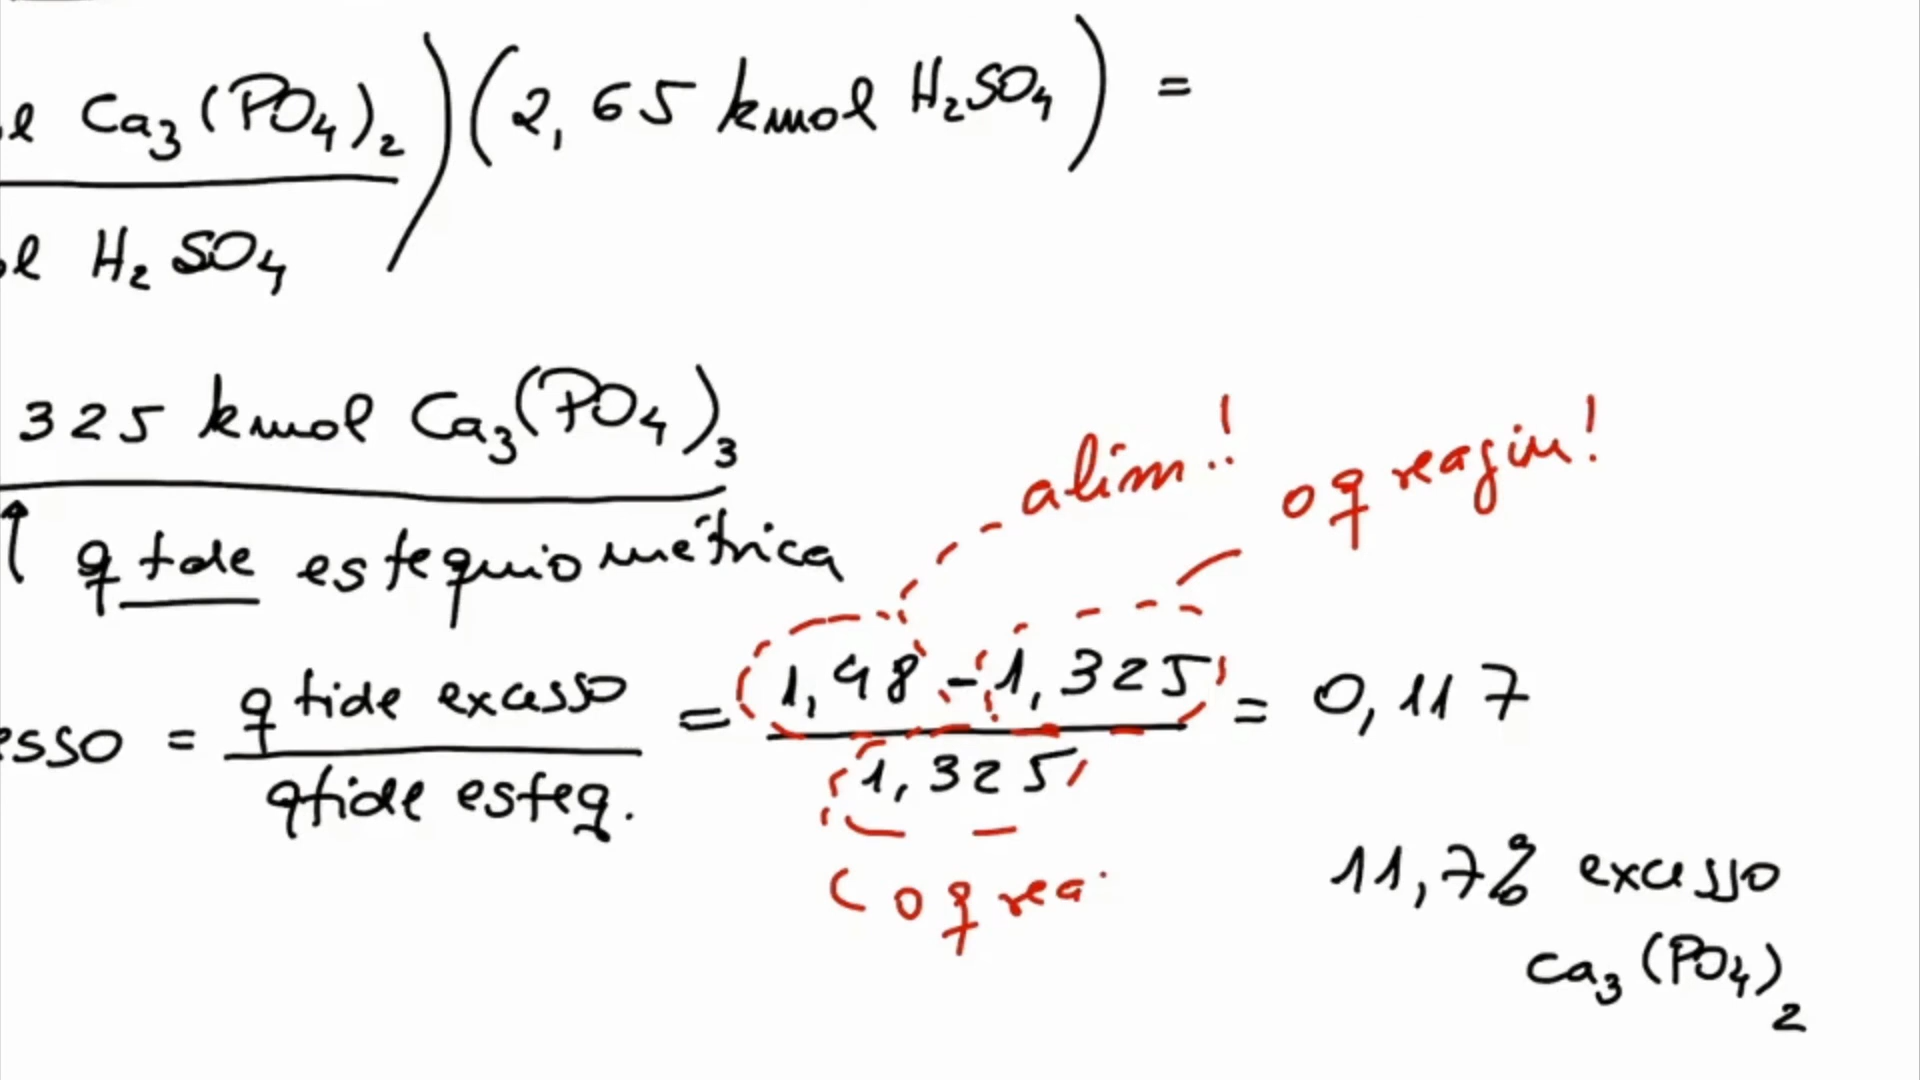 l Ca₃(PO₄)₂) (2,65 kmol H₂SO₄) =
l H₂SO₄
325 kmol Ca₃(PO₄)₃
alim!!
o q reagiu!
qtde estequiométrica
esso = qtide excesso = 1,48 - 1,325 = 0,117
qtide esteq. 1,325
o q rea
11,7% excesso
Ca₃(PO₄)₂